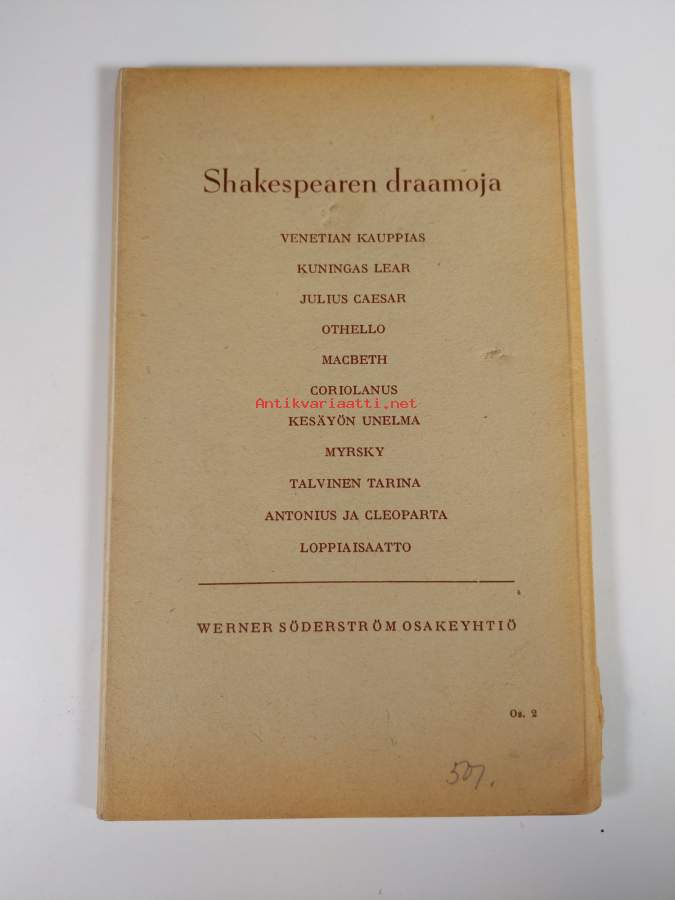 Shakespearen draamoja
VENETIAN KAUPPIAS
KUNINGAS LEAR
JULIUS CAESAR
OTHELLO
MACBETH
CORIOLANUS
Antikvariaatti.net
KESÄYÖN UNELMA
MYRSKY
TALVINEN TARINA
ANTONIUS JA CLEOPARTA
LOPPIAISAATTO
WERNER SÖDERSTRÖM OSAKEYHTIÖ
Os. 2